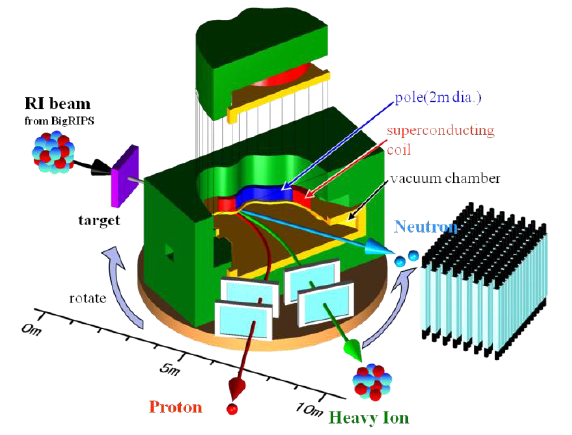 pole(2m dia.)
RI beam
from BigRIPS
superconducting
coil
vacuum chamber
target
Neutron
rotate
0m
5m
10m
Proton
Heavy Ion